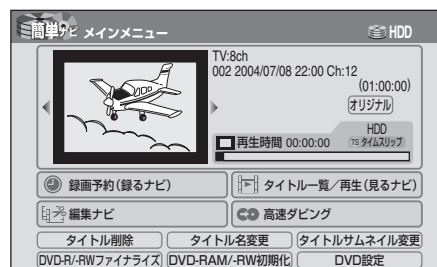 簡単ナビ メインメニュー
HDD
TV:8ch
002 2004/07/08 22:00 Ch:12
(01:00:00)
オリジナル
HDD
再生時間 00:00:00 TS タイムスリップ
録画予約(録るナビ)
タイトル一覧/再生(見るナビ)
編集ナビ
高速ダビング
タイトル削除
タイトル名変更
タイトルサムネイル変更
DVD-R/-RWファイナライズ
DVD-RAM/-RW初期化
DVD設定